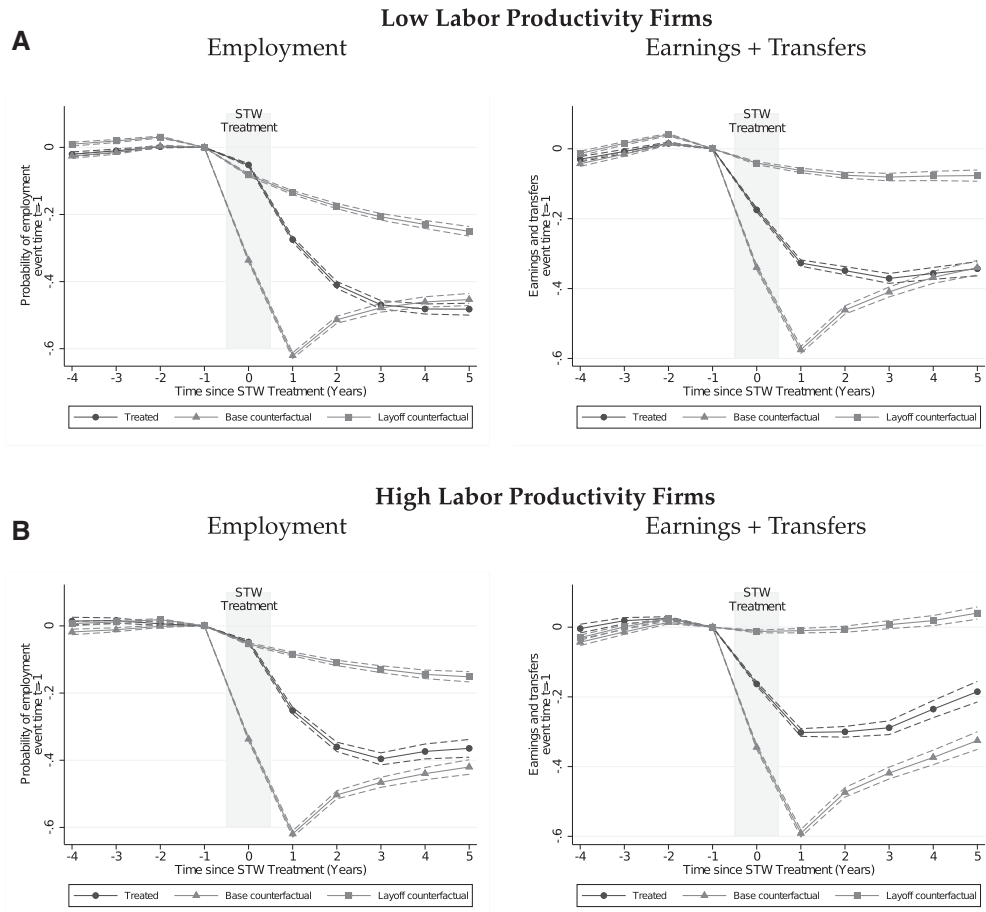 Low Labor Productivity Firms
A
Employment
Earnings + Transfers
STW
Treatment
0
-.2
-.4
-.6
Probability of employment
event time t=-1
-4 -3 -2 -1 0 1 2 3 4 5
Time since STW Treatment (Years)
Treated Base counterfactual Layoff counterfactual
STW
Treatment
0
-.2
-.4
-.6
Earnings and transfers
event time t=-1
-4 -3 -2 -1 0 1 2 3 4 5
Time since STW Treatment (Years)
Treated Base counterfactual Layoff counterfactual
High Labor Productivity Firms
B
Employment
Earnings + Transfers
STW
Treatment
0
-.2
-.4
-.6
Probability of employment
event time t=-1
-4 -3 -2 -1 0 1 2 3 4 5
Time since STW Treatment (Years)
Treated Base counterfactual Layoff counterfactual
STW
Treatment
0
-.2
-.4
-.6
Earnings and transfers
event time t=-1
-4 -3 -2 -1 0 1 2 3 4 5
Time since STW Treatment (Years)
Treated Base counterfactual Layoff counterfactual